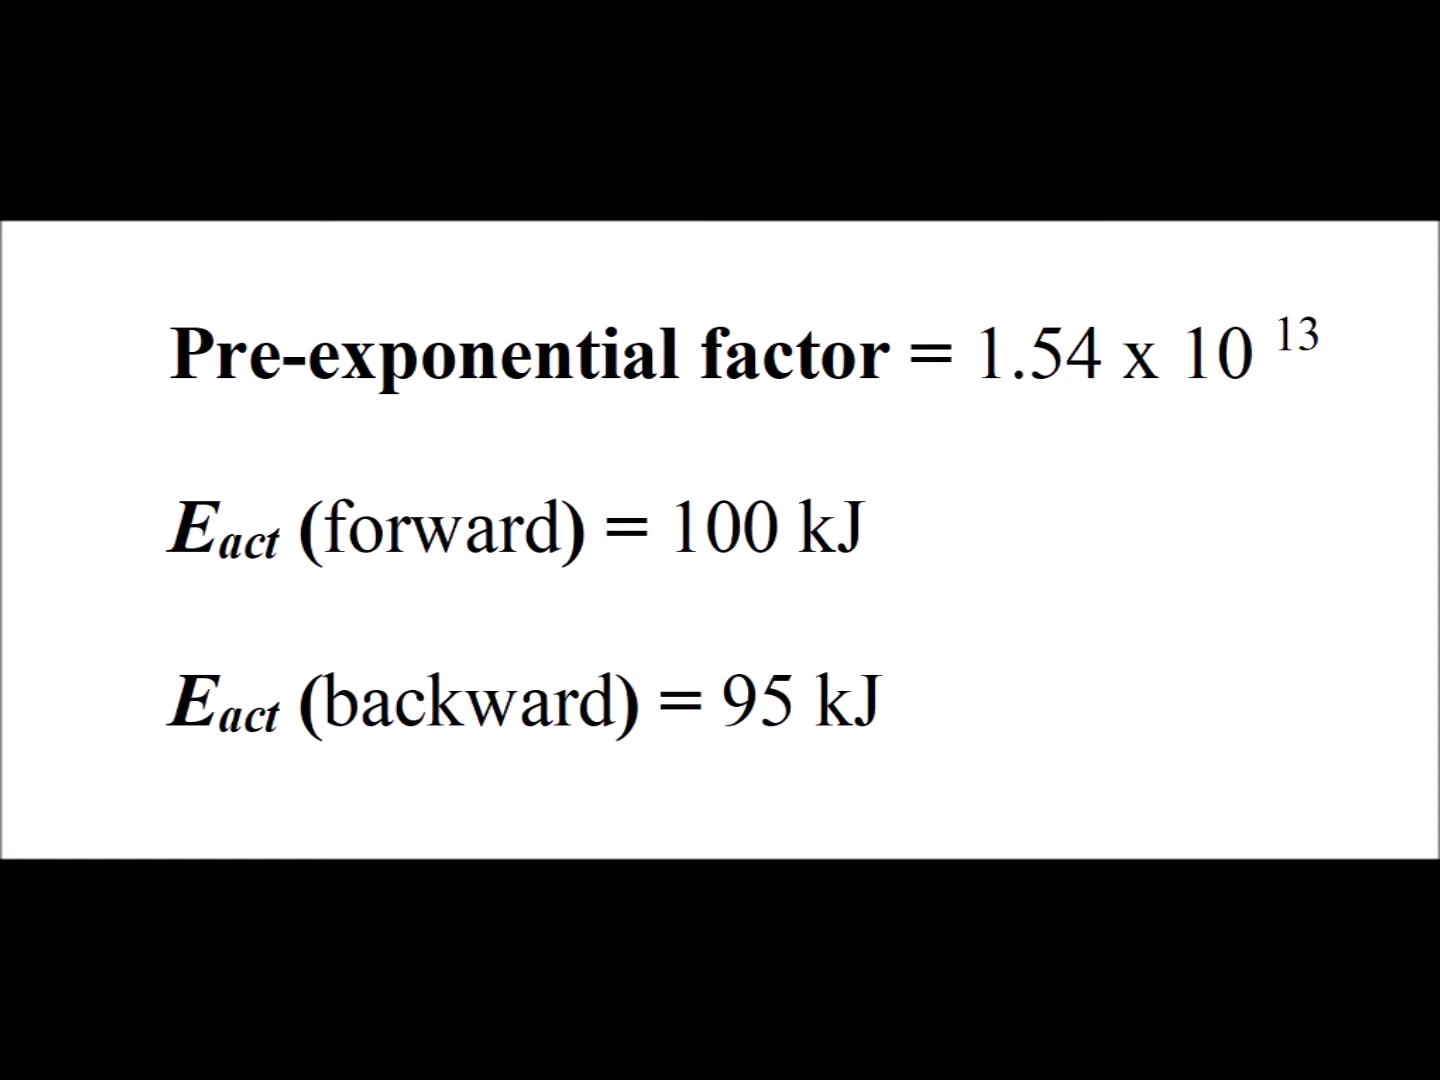 Pre-exponential factor = 1.54 x 10 ¹³
Eact (forward) = 100 kJ
Eact (backward) = 95 kJ